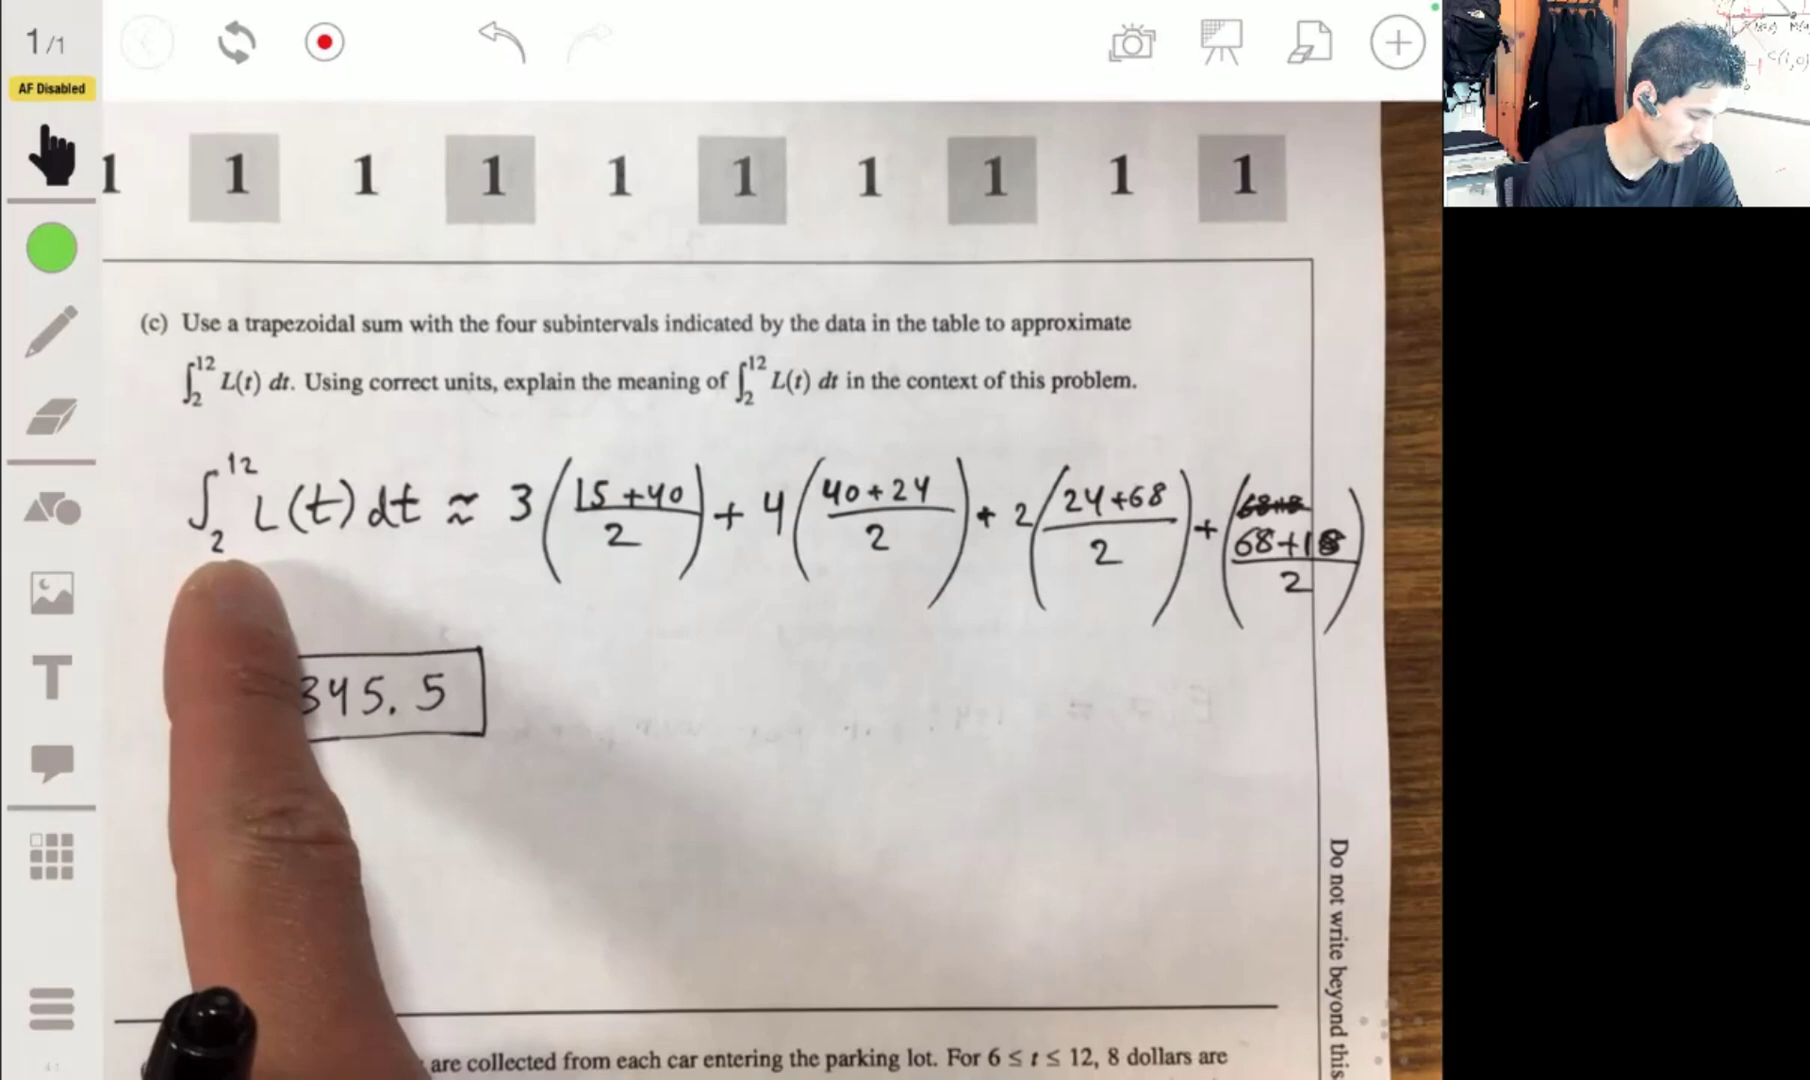 1/1
AF Disabled
1 1 1 1 1 1 1 1 1 1
(c) Use a trapezoidal sum with the four subintervals indicated by the data in the table to approximate
∫₂¹² L(t) dt. Using correct units, explain the meaning of ∫₂¹² L(t) dt in the context of this problem.
∫₂¹² L(t) dt ≈ 3((15+40)/2) + 4((40+24)/2) + 2((24+68)/2) + ((68+18)/2)
345.5
are collected from each car entering the parking lot. For 6 ≤ t ≤ 12, 8 dollars are
Do not write beyond this
T
C(1,0)